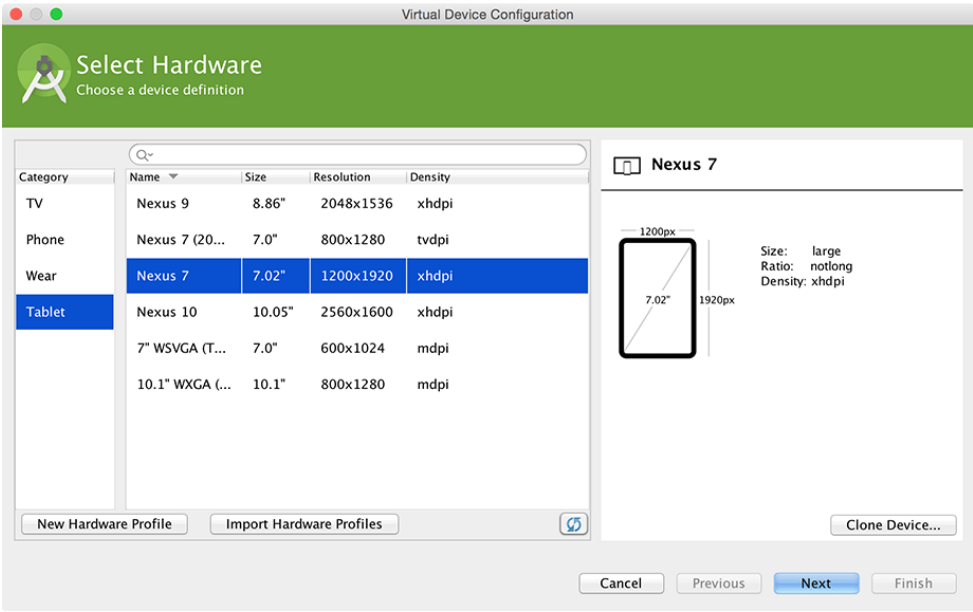 Virtual Device Configuration
Select Hardware
Choose a device definition
Category
TV
Phone
Wear
Tablet
Name Size Resolution Density
Nexus 9 8.86" 2048x1536 xhdpi
Nexus 7 (20... 7.0" 800x1280 tvdpi
Nexus 7 7.02" 1200x1920 xhdpi
Nexus 10 10.05" 2560x1600 xhdpi
7" WSVGA (T... 7.0" 600x1024 mdpi
10.1" WXGA (... 10.1" 800x1280 mdpi
New Hardware Profile Import Hardware Profiles
Nexus 7
1200px
7.02"
1920px
Size: large
Ratio: notlong
Density: xhdpi
Clone Device...
Cancel Previous Next Finish